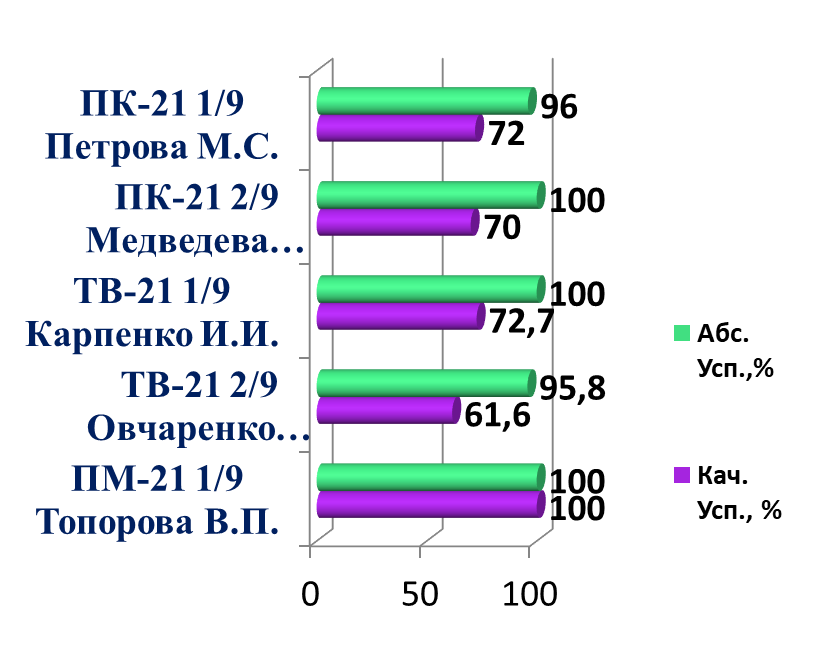 ПК-21 1/9
Петрова М.С.
96
72
ПК-21 2/9
Медведева…
100
70
ТВ-21 1/9
Карпенко И.И.
100
72,7
ТВ-21 2/9
Овчаренко…
95,8
61,6
ПМ-21 1/9
Топорова В.П.
100
100
0 50 100
Абс.
Усп.,%
Кач.
Усп., %